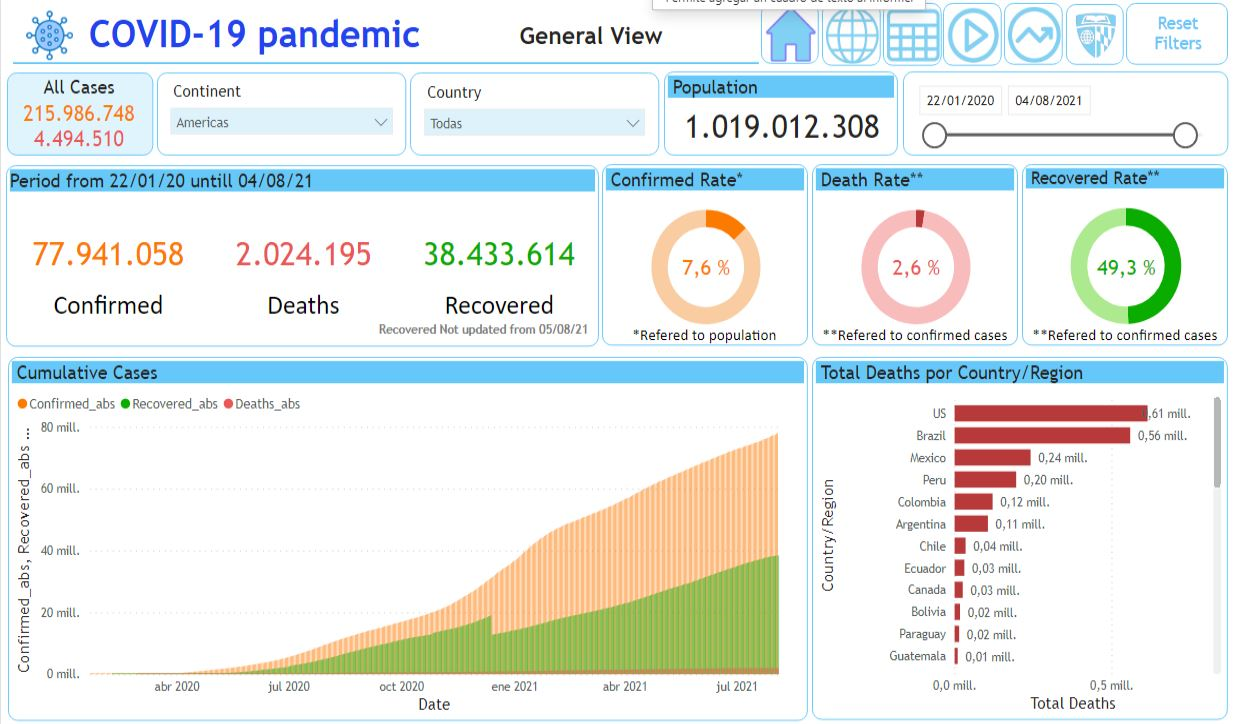 Permite agregar un cuadro de texto al informe.
COVID-19 pandemic
General View
Reset
Filters
All Cases
215.986.748
4.494.510
Continent
Americas
Country
Todas
Population
1.019.012.308
22/01/2020
04/08/2021
Period from 22/01/20 untill 04/08/21
77.941.058
2.024.195
38.433.614
Confirmed
Deaths
Recovered
Recovered Not updated from 05/08/21
Confirmed Rate*
7,6 %
*Refered to population
Death Rate**
2,6 %
**Refered to confirmed cases
Recovered Rate**
49,3 %
**Refered to confirmed cases
Cumulative Cases
Confirmed_abs Recovered_abs Deaths_abs
Confirmed_abs, Recovered_abs ...
80 mill.
60 mill.
40 mill.
20 mill.
0 mill.
abr 2020 jul 2020 oct 2020 ene 2021 abr 2021 jul 2021
Date
Total Deaths por Country/Region
Country/Region
US ,61 mill.
Brazil 0,56 mill.
Mexico 0,24 mill.
Peru 0,20 mill.
Colombia 0,12 mill.
Argentina 0,11 mill.
Chile 0,04 mill.
Ecuador 0,03 mill.
Canada 0,03 mill.
Bolivia 0,02 mill.
Paraguay 0,02 mill.
Guatemala 0,01 mill.
0,0 mill. 0,5 mill.
Total Deaths